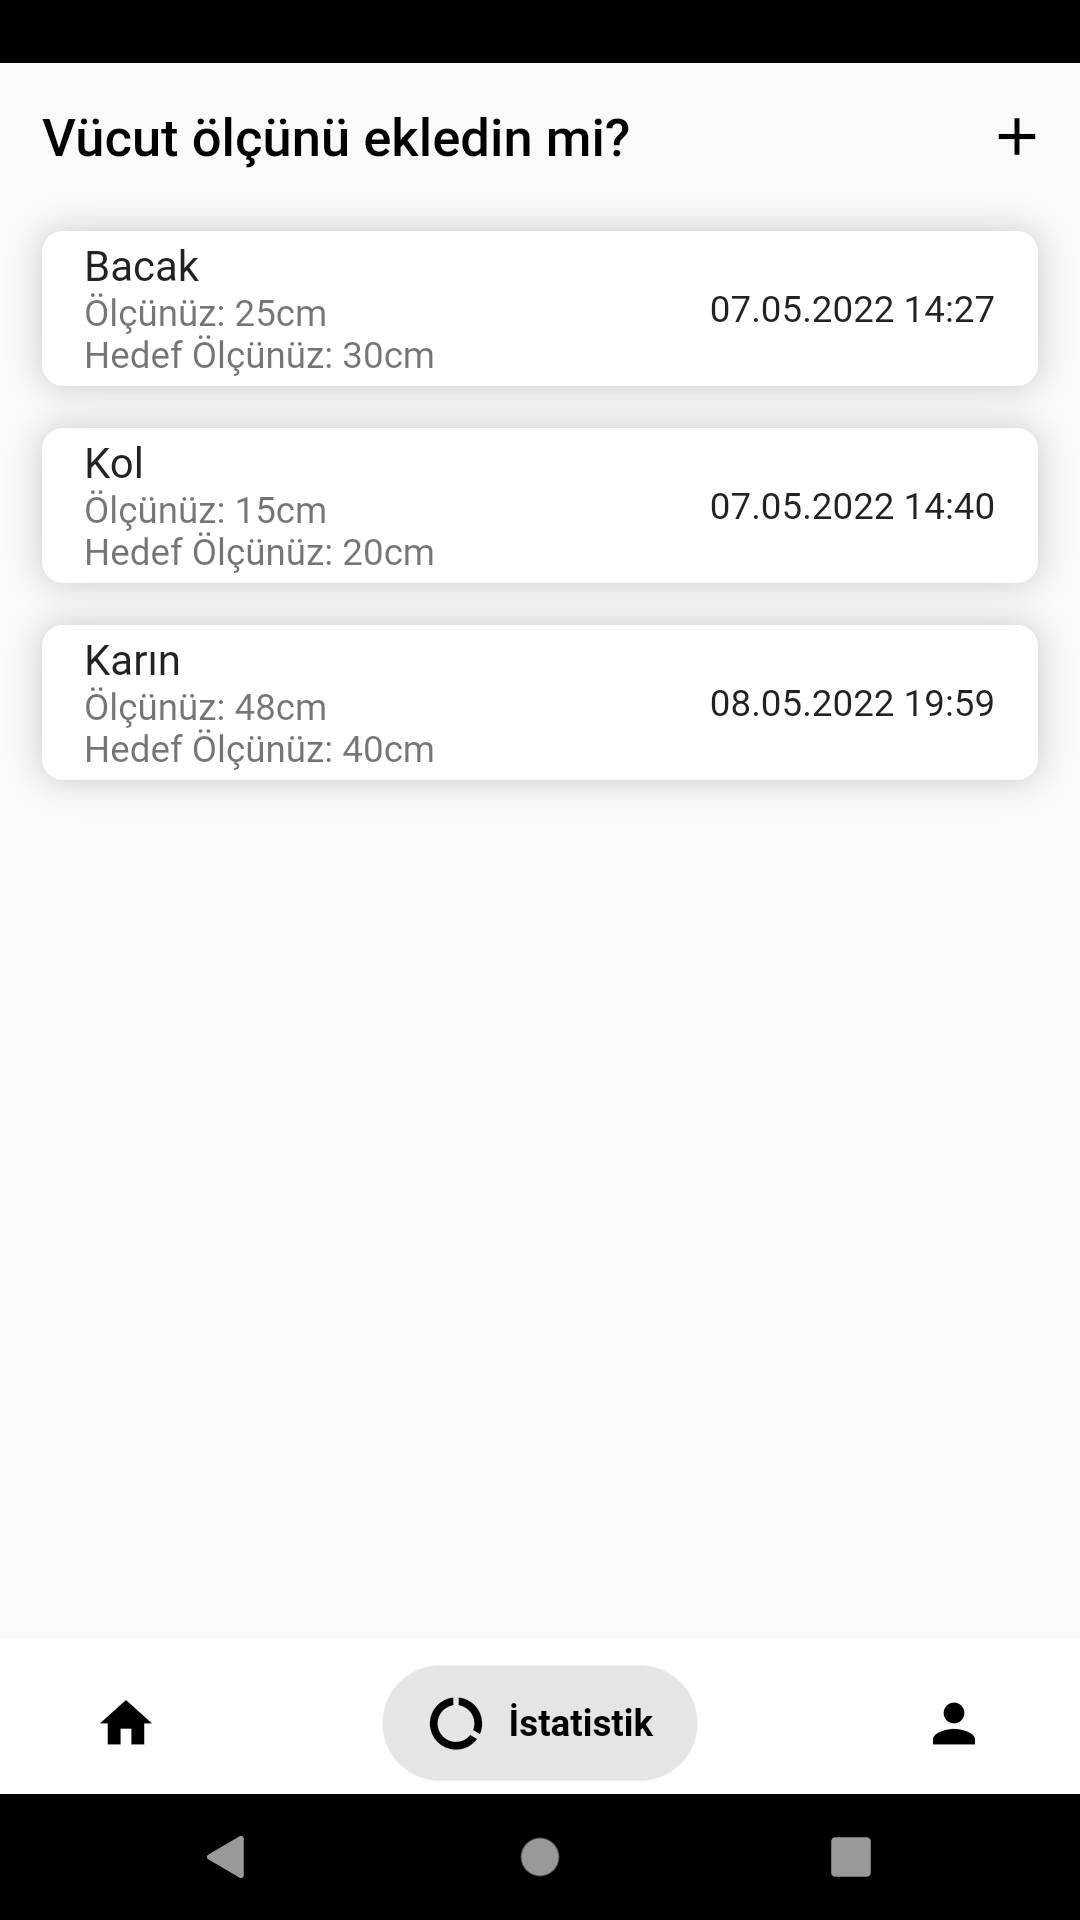 Vücut ölçünü ekledin mi?
Bacak
Ölçünüz: 25cm
Hedef Ölçünüz: 30cm
07.05.2022 14:27
Kol
Ölçünüz: 15cm
Hedef Ölçünüz: 20cm
07.05.2022 14:40
Karın
Ölçünüz: 48cm
Hedef Ölçünüz: 40cm
08.05.2022 19:59
İstatistik